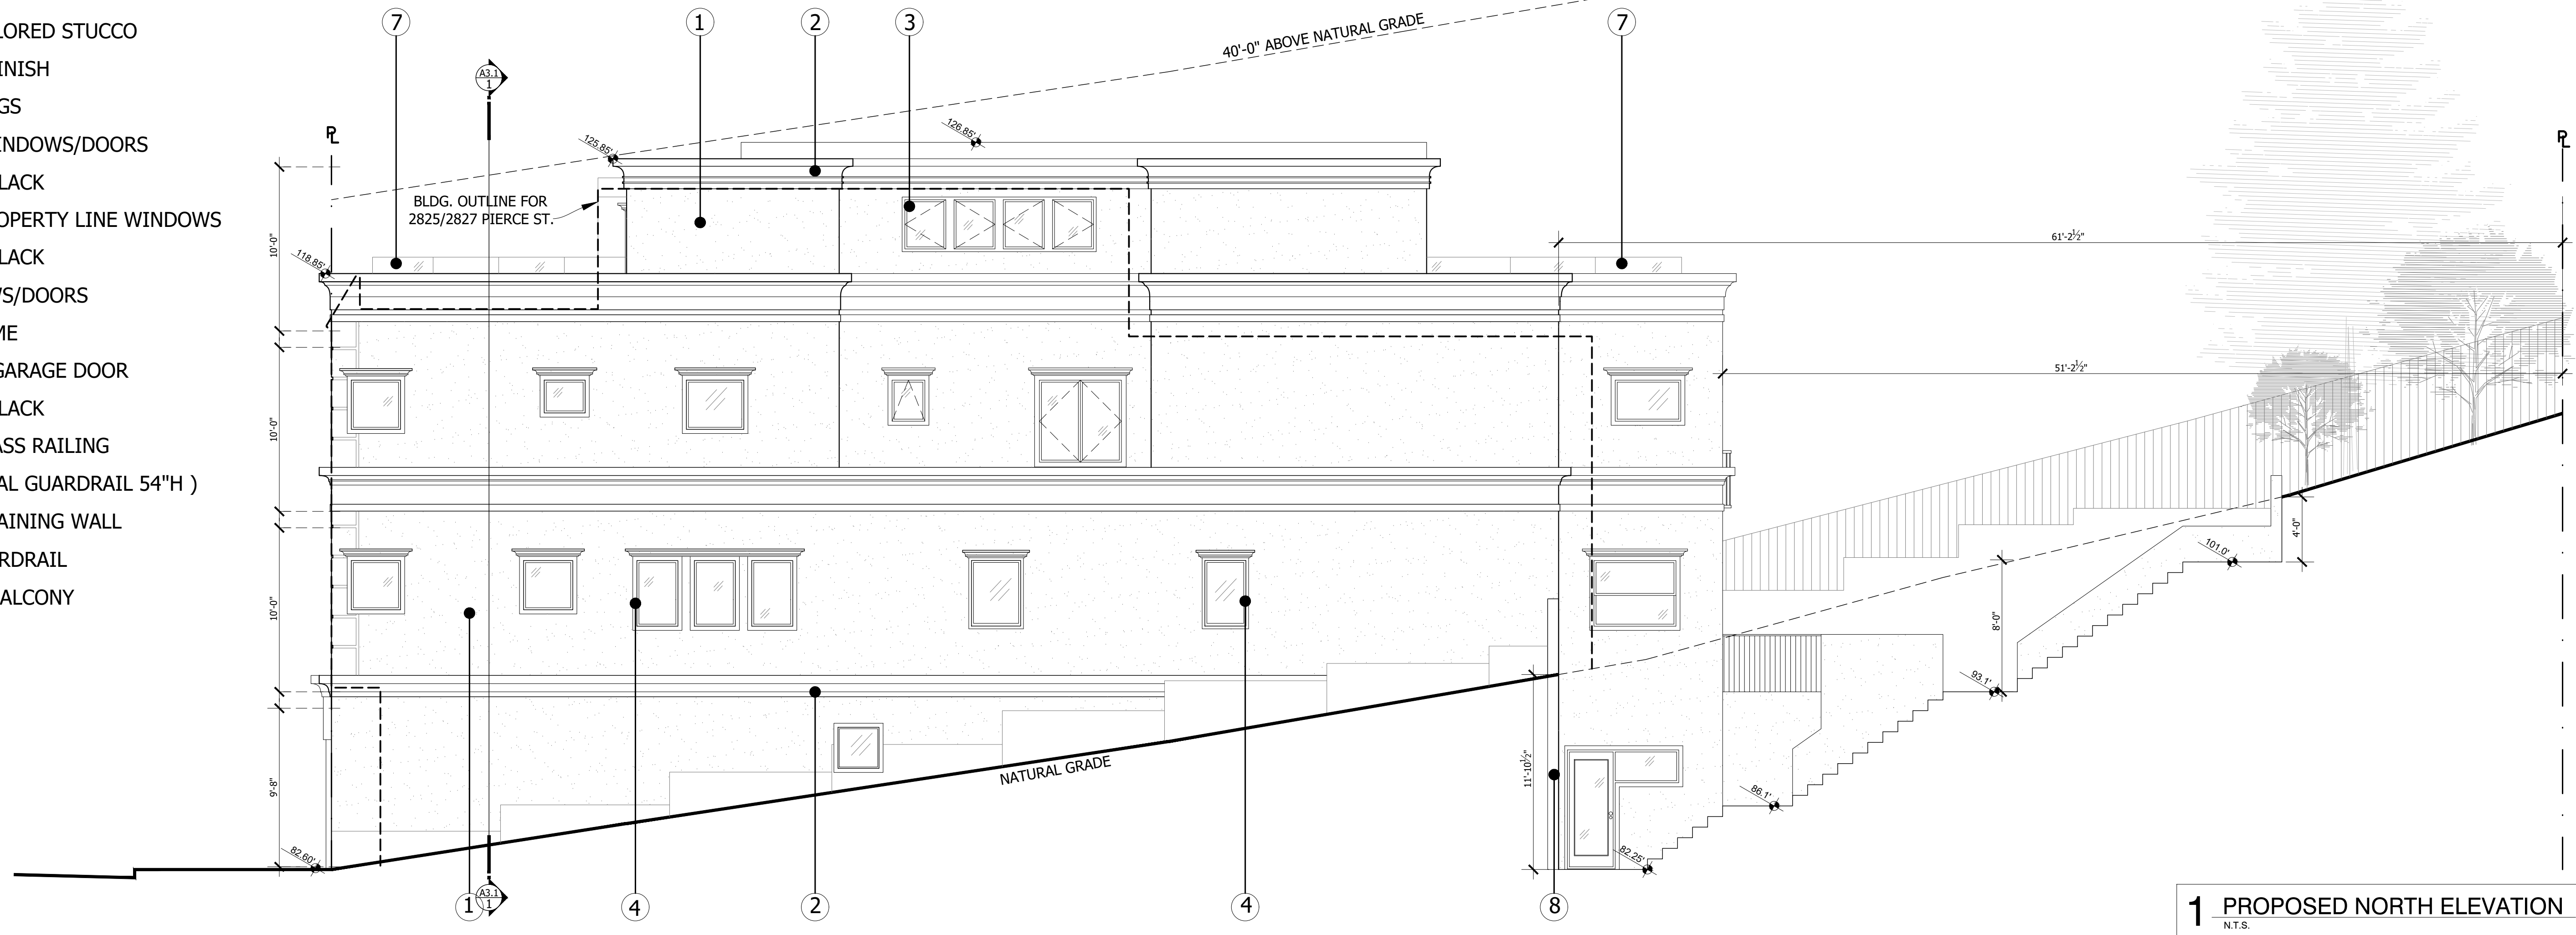 LORED STUCCO
INISH
GS
INDOWS/DOORS
LACK
OPERTY LINE WINDOWS
LACK
WS/DOORS
ME
GARAGE DOOR
LACK
ASS RAILING
AL GUARDRAIL 54"H )
AINING WALL
RDRAIL
ALCONY
7
1
2
3
7
40'-0" ABOVE NATURAL GRADE
A3.1
1
PL
PL
125.85'
126.85'
BLDG. OUTLINE FOR
2825/2827 PIERCE ST.
118.85'
10'-0"
10'-0"
10'-0"
9'-8"
82.60'
61'-2½"
51'-2½"
4'-0"
101.0'
8'-0"
93.1'
86.1'
82.25'
11'-10½"
NATURAL GRADE
1
A3.1
1
4
2
4
8
1 PROPOSED NORTH ELEVATION
N.T.S.